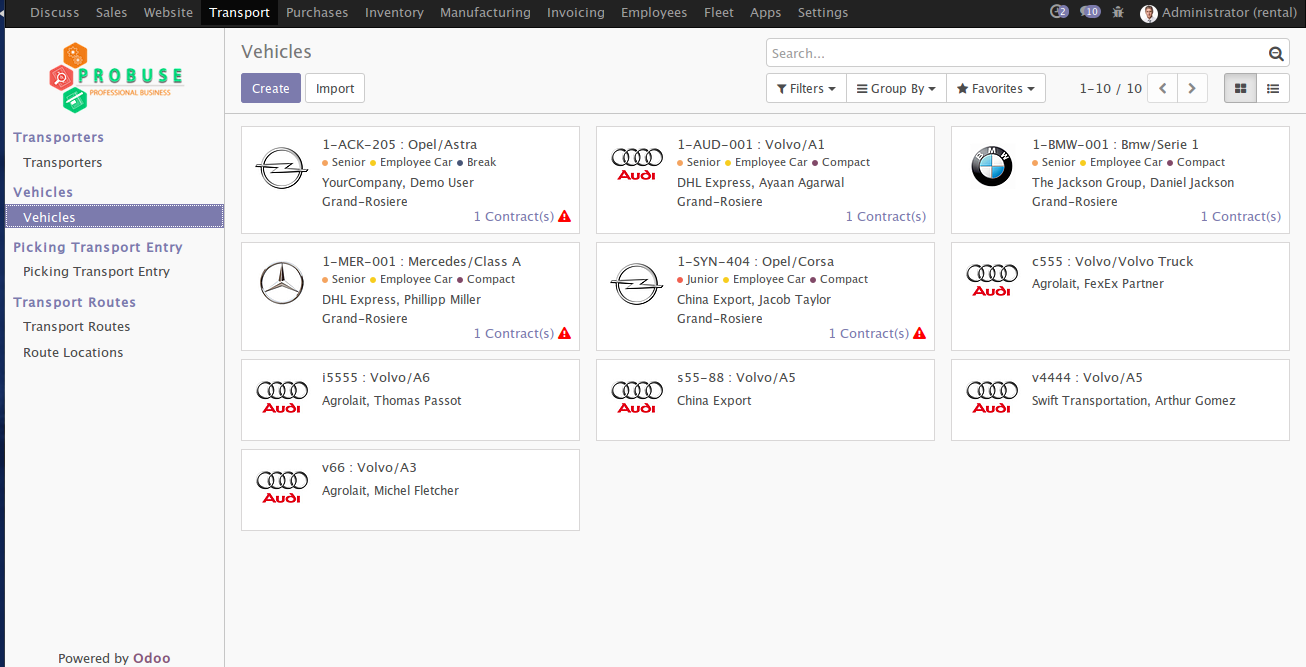 Discuss Sales Website Transport Purchases Inventory Manufacturing Invoicing Employees Fleet Apps Settings 2 10 Administrator (rental)
PROBUSE
PROFESSIONAL BUSINESS
Transporters
Transporters
Vehicles
Vehicles
Picking Transport Entry
Picking Transport Entry
Transport Routes
Transport Routes
Route Locations
Powered by Odoo
Vehicles
Search...
Create Import
Filters Group By Favorites 1-10 / 10
1-ACK-205 : Opel/Astra
Senior Employee Car Break
YourCompany, Demo User
Grand-Rosiere
1 Contract(s)
Audi
1-AUD-001 : Volvo/A1
Senior Employee Car Compact
DHL Express, Ayaan Agarwal
Grand-Rosiere
1 Contract(s)
BMW
1-BMW-001 : Bmw/Serie 1
Senior Employee Car Compact
The Jackson Group, Daniel Jackson
Grand-Rosiere
1 Contract(s)
1-MER-001 : Mercedes/Class A
Senior Employee Car Compact
DHL Express, Phillipp Miller
Grand-Rosiere
1 Contract(s)
1-SYN-404 : Opel/Corsa
Junior Employee Car Compact
China Export, Jacob Taylor
Grand-Rosiere
1 Contract(s)
Audi
c555 : Volvo/Volvo Truck
Agrolait, FexEx Partner
Audi
i5555 : Volvo/A6
Agrolait, Thomas Passot
Audi
s55-88 : Volvo/A5
China Export
Audi
v4444 : Volvo/A5
Swift Transportation, Arthur Gomez
Audi
v66 : Volvo/A3
Agrolait, Michel Fletcher